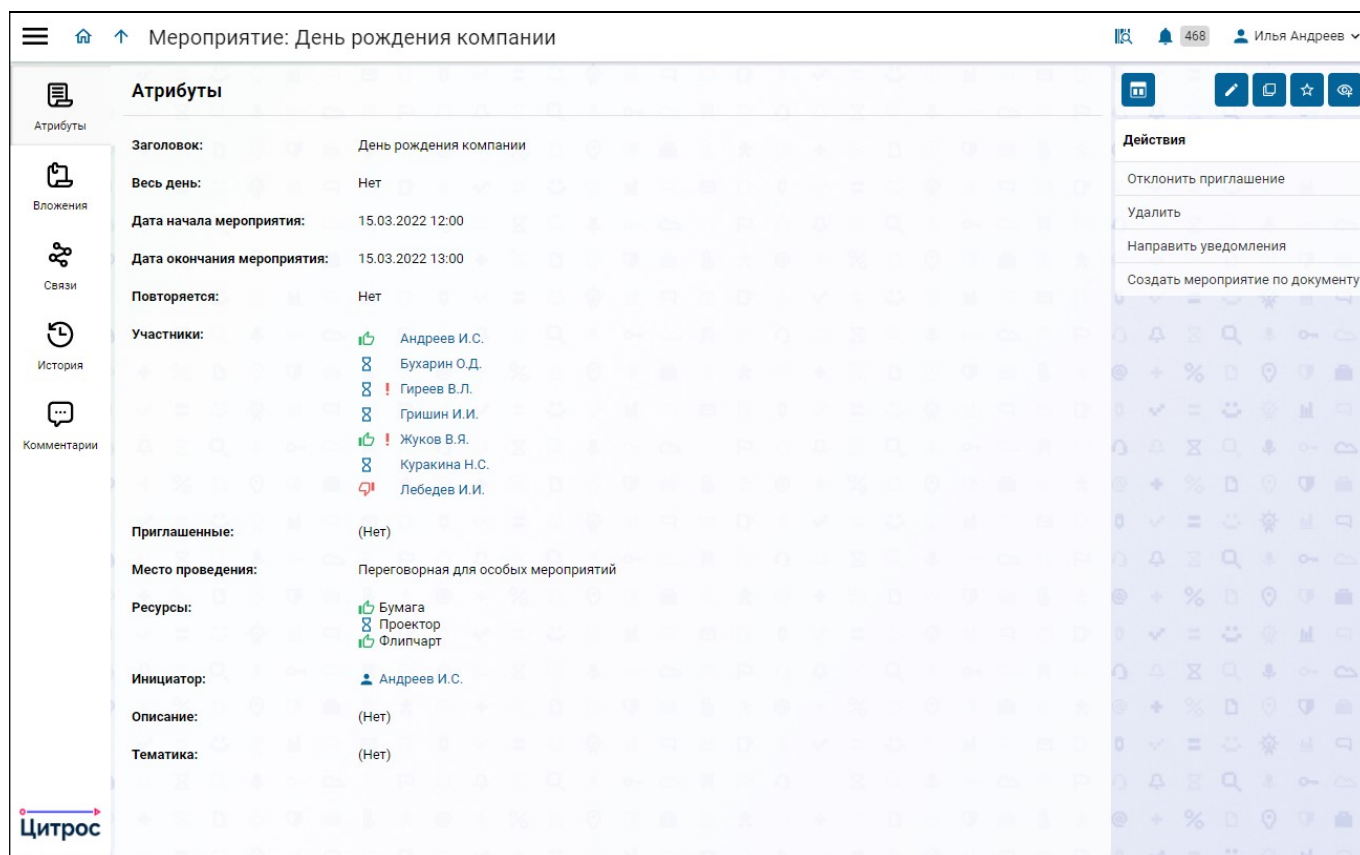 Мероприятие: День рождения компании
468
Илья Андреев
Атрибуты
Вложения
Связи
История
Комментарии
Атрибуты
Заголовок: День рождения компании
Весь день: Нет
Дата начала мероприятия: 15.03.2022 12:00
Дата окончания мероприятия: 15.03.2022 13:00
Повторяется: Нет
Участники: Андреев И.С.
Бухарин О.Д.
! Гиреев В.Л.
Гришин И.И.
! Жуков В.Я.
Куракина Н.С.
Лебедев И.И.
Приглашенные: (Нет)
Место проведения: Переговорная для особых мероприятий
Ресурсы: Бумага
Проектор
Флипчарт
Инициатор: Андреев И.С.
Описание: (Нет)
Тематика: (Нет)
Действия
Отклонить приглашение
Удалить
Направить уведомления
Создать мероприятие по документу
Цитрос